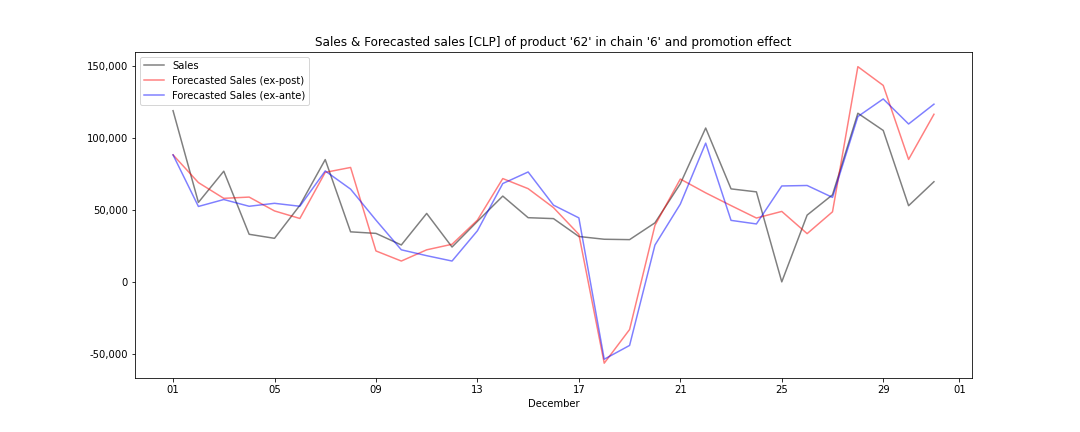 Sales & Forecasted sales [CLP] of product '62' in chain '6' and promotion effect
Sales
Forecasted Sales (ex-post)
Forecasted Sales (ex-ante)
150,000
100,000
50,000
0
-50,000
01 05 09 13 17 21 25 29 01
December